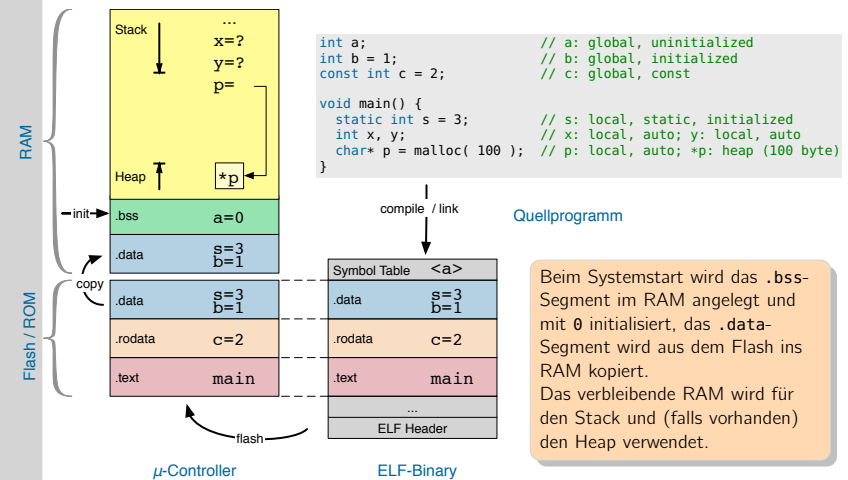 RAM
Flash / ROM
Stack
...
x=?
y=?
p=
Heap
*p
init
.bss a=0
.data s=3
b=1
copy
.data s=3
b=1
.rodata c=2
.text main
flash
µ-Controller
int a; // a: global, uninitialized
int b = 1; // b: global, initialized
const int c = 2; // c: global, const
void main() {
static int s = 3; // s: local, static, initialized
int x, y; // x: local, auto; y: local, auto
char* p = malloc( 100 ); // p: local, auto; *p: heap (100 byte)
}
compile / link
Quellprogramm
Symbol Table <a>
.data s=3
b=1
.rodata c=2
.text main
...
ELF Header
ELF-Binary
Beim Systemstart wird das .bss-
Segment im RAM angelegt und
mit 0 initialisiert, das .data-
Segment wird aus dem Flash ins
RAM kopiert.
Das verbleibende RAM wird für
den Stack und (falls vorhanden)
den Heap verwendet.